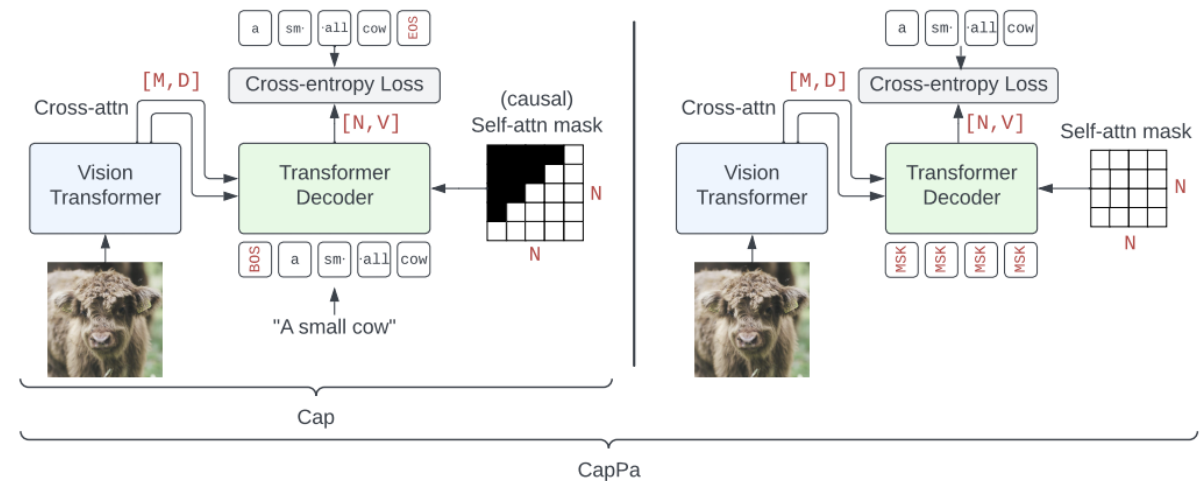 a sm· ·all cow EOS
Cross-entropy Loss
[M,D]
Cross-attn
[N,V]
(causal)
Self-attn mask
Vision
Transformer
Transformer
Decoder
N
N
BOS a sm· ·all cow
"A small cow"
Cap
a sm· ·all cow
Cross-entropy Loss
[M,D]
Cross-attn
[N,V]
Self-attn mask
Vision
Transformer
Transformer
Decoder
N
N
MSK MSK MSK MSK
CapPa